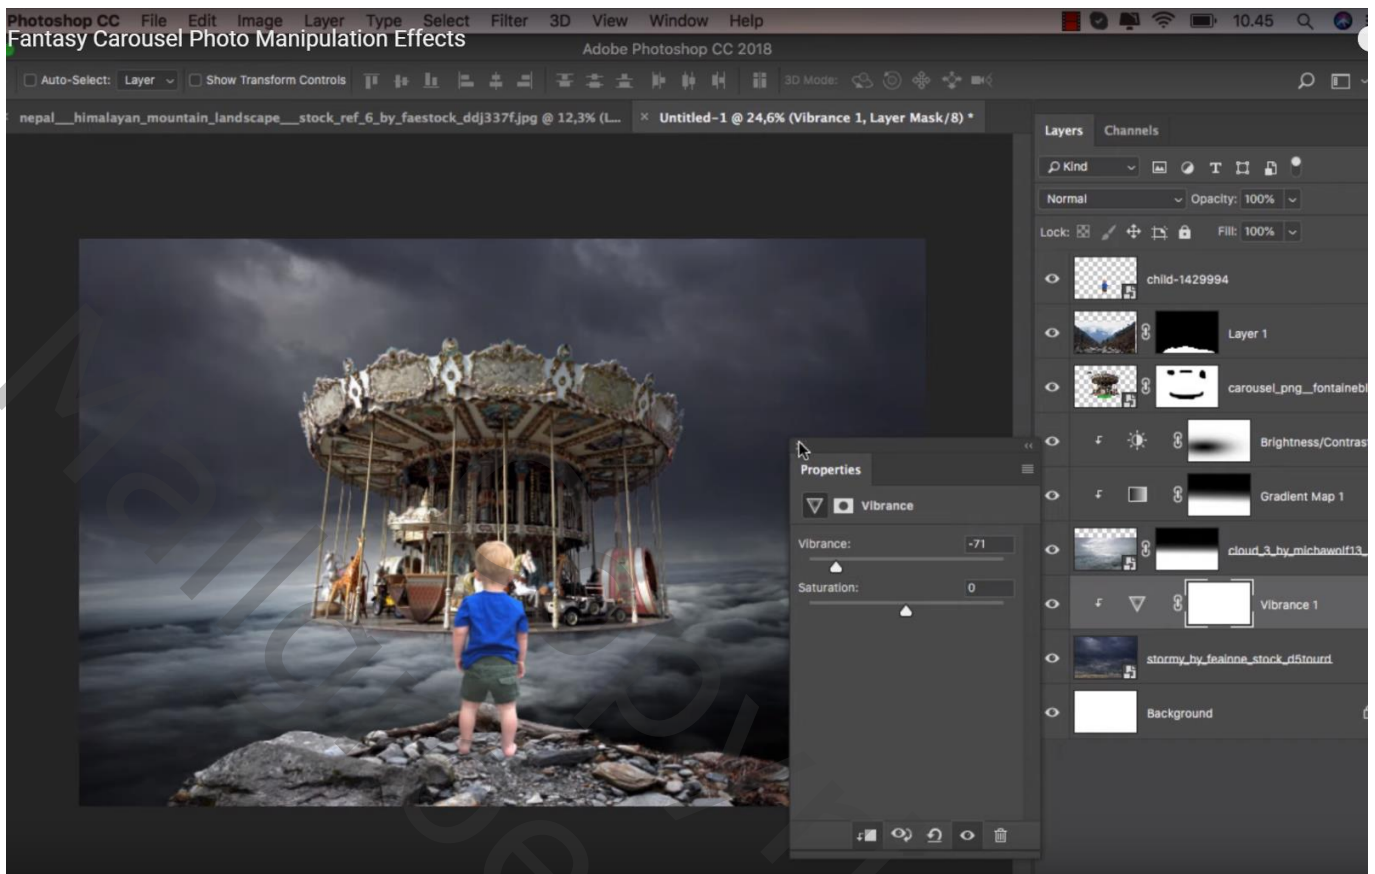 Photoshop CC File Edit Image Layer Type Select Filter 3D View Window Help 10.45
Fantasy Carousel Photo Manipulation Effects
Adobe Photoshop CC 2018
Auto-Select: Layer Show Transform Controls 3D Mode:
nepal__himalayan_mountain_landscape__stock_ref_6_by_faestock_ddj337f.jpg @ 12,3% (L... × Untitled-1 @ 24,6% (Vibrance 1, Layer Mask/8) *
Layers Channels
Kind
Normal Opacity: 100%
Lock: Fill: 100%
child-1429994
Layer 1
carousel_png__fontainebl
Brightness/Contras
Properties
Gradient Map 1
Vibrance
Vibrance: -71
cloud_3_by_michawolf13_
Saturation: 0
Vibrance 1
stormy_by_feainne_stock_d5tourd
Background